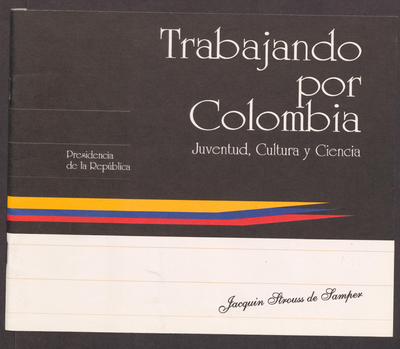 Trabajando
por
Colombia
Juventud, Cultura y Ciencia
Presidencia
de la República
Jacquin Strouss de Samper